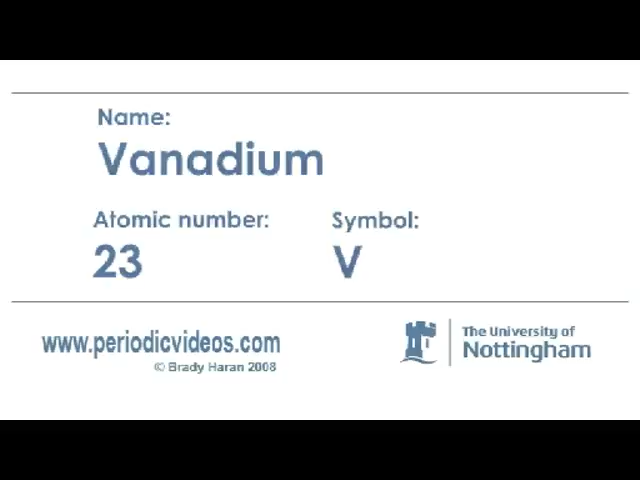 Name:
Vanadium
Atomic number: Symbol:
23 V
www.periodicvideos.com
© Brady Haran 2008
The University of
Nottingham